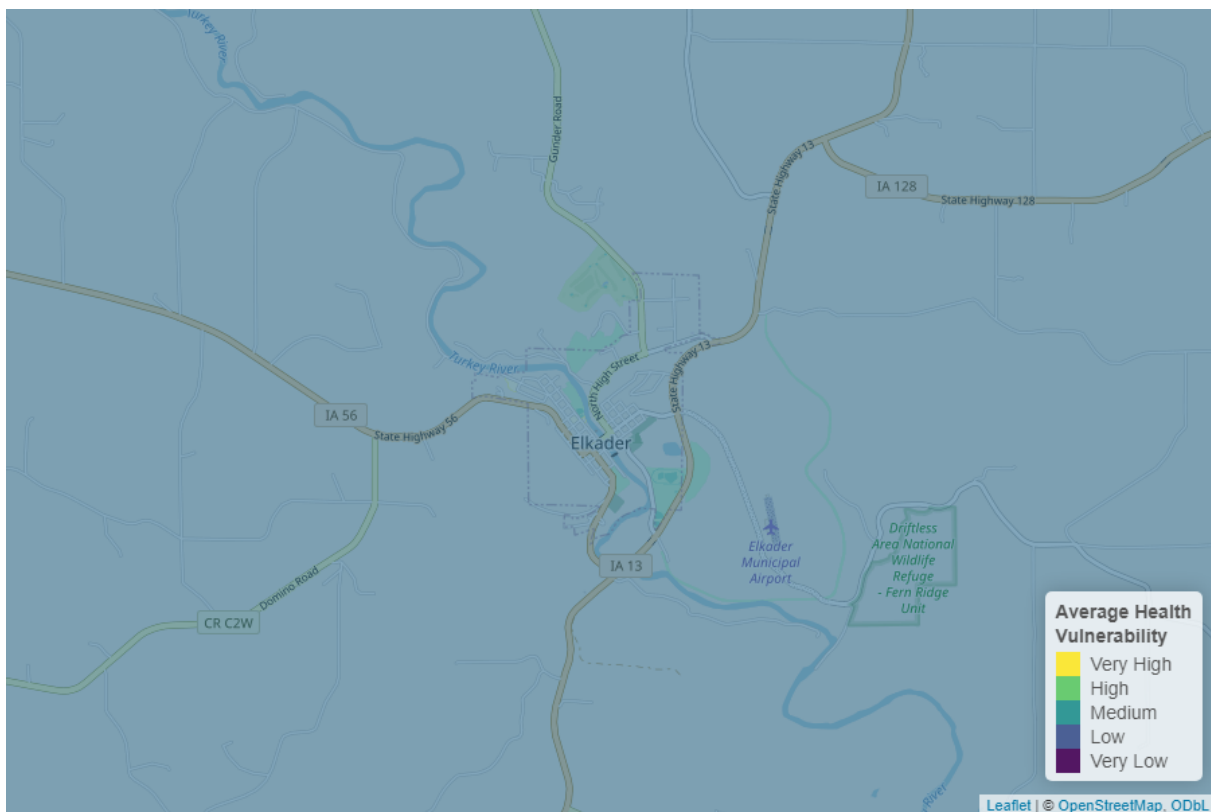 Turkey River
Gunder Road
State Highway 13
IA 128
State Highway 128
Turkey River
North High Street
State Highway 13
IA 56
State Highway 56
Elkader
Elkader
Municipal
Airport
Driftless
Area National
Wildlife
Refuge
- Fern Ridge
Unit
IA 13
Domino Road
CR C2W
Average Health
Vulnerability
Very High
High
Medium
Low
Very Low
Leaflet | © OpenStreetMap, ODbL